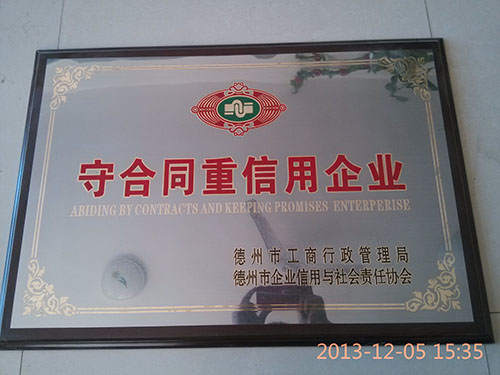 守合同重信用企业
ABIDING BY CONTRACTS AND KEEPING PROMISES ENTERPERISE
德州市工商行政管理局
德州市企业信用与社会责任协会
2013-12-05 15:35